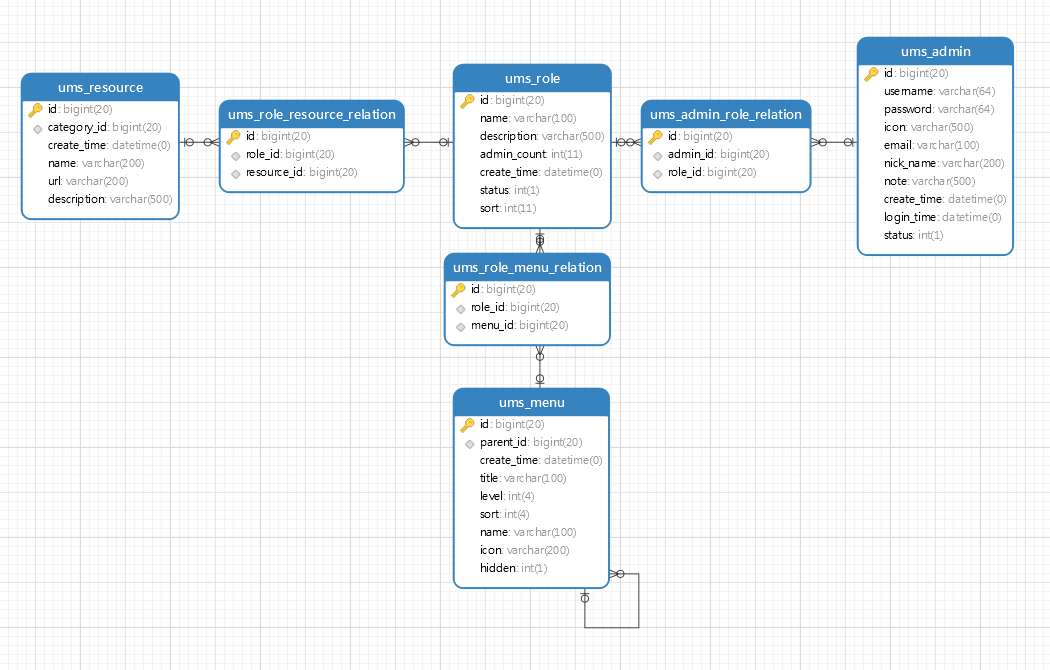 ums_resource
id: bigint(20)
category_id: bigint(20)
create_time: datetime(0)
name: varchar(200)
url: varchar(200)
description: varchar(500)
ums_role_resource_relation
id: bigint(20)
role_id: bigint(20)
resource_id: bigint(20)
ums_role
id: bigint(20)
name: varchar(100)
description: varchar(500)
admin_count: int(11)
create_time: datetime(0)
status: int(1)
sort: int(11)
ums_admin_role_relation
id: bigint(20)
admin_id: bigint(20)
role_id: bigint(20)
ums_admin
id: bigint(20)
username: varchar(64)
password: varchar(64)
icon: varchar(500)
email: varchar(100)
nick_name: varchar(200)
note: varchar(500)
create_time: datetime(0)
login_time: datetime(0)
status: int(1)
ums_role_menu_relation
id: bigint(20)
role_id: bigint(20)
menu_id: bigint(20)
ums_menu
id: bigint(20)
parent_id: bigint(20)
create_time: datetime(0)
title: varchar(100)
level: int(4)
sort: int(4)
name: varchar(100)
icon: varchar(200)
hidden: int(1)